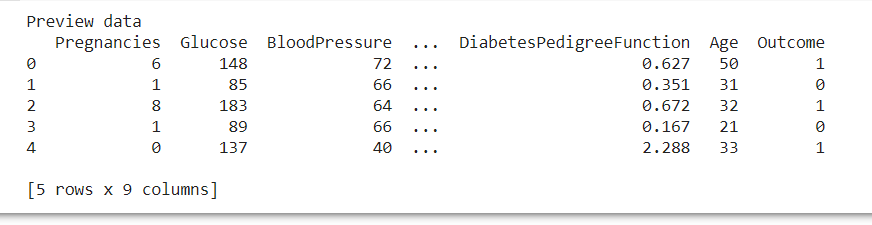 Preview data
Pregnancies Glucose BloodPressure ... DiabetesPedigreeFunction Age Outcome
0 6 148 72 ... 0.627 50 1
1 1 85 66 ... 0.351 31 0
2 8 183 64 ... 0.672 32 1
3 1 89 66 ... 0.167 21 0
4 0 137 40 ... 2.288 33 1
[5 rows x 9 columns]